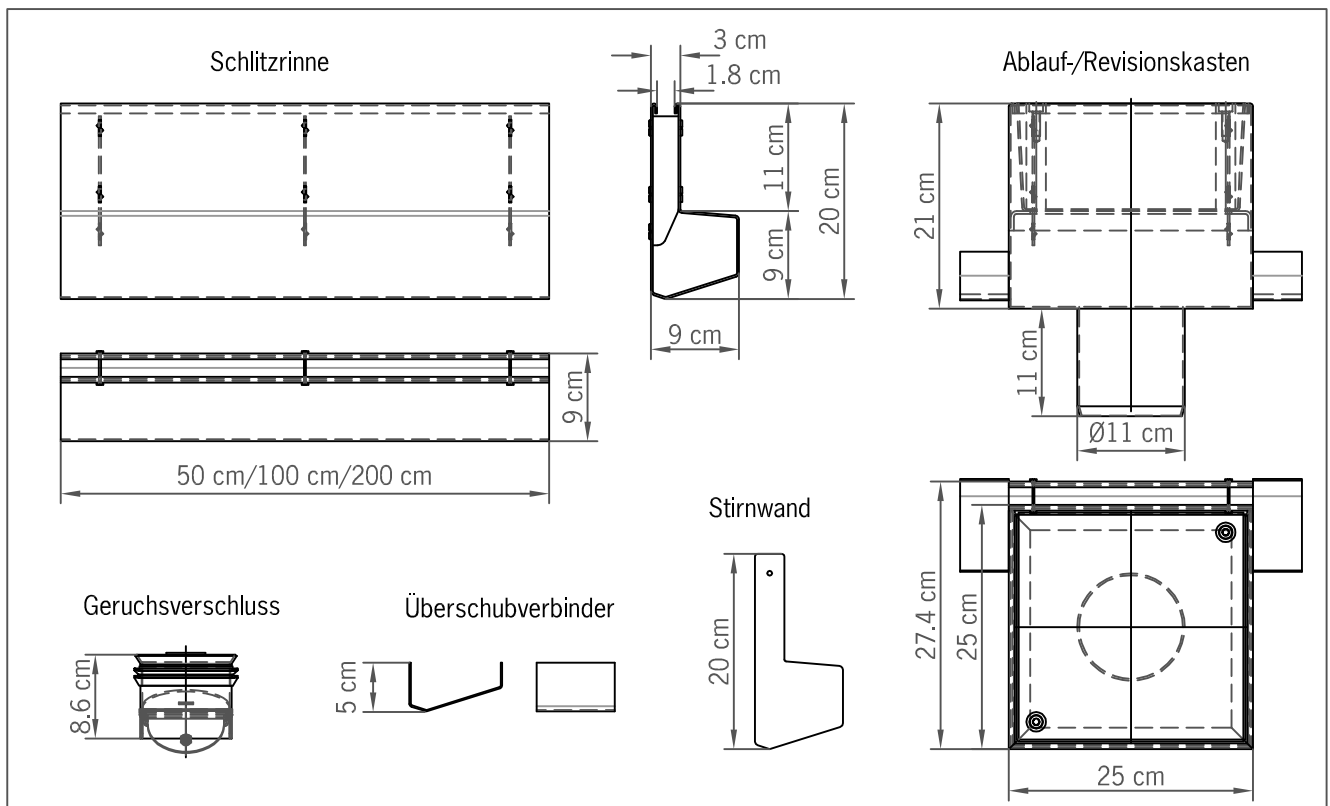 Schlitzrinne
3 cm
1.8 cm
11 cm
20 cm
9 cm
9 cm
Ablauf-/Revisionskasten
21 cm
11 cm
Ø11 cm
9 cm
50 cm/100 cm/200 cm
Geruchsverschluss
8.6 cm
Überschubverbinder
5 cm
Stirnwand
20 cm
27.4 cm
25 cm
25 cm